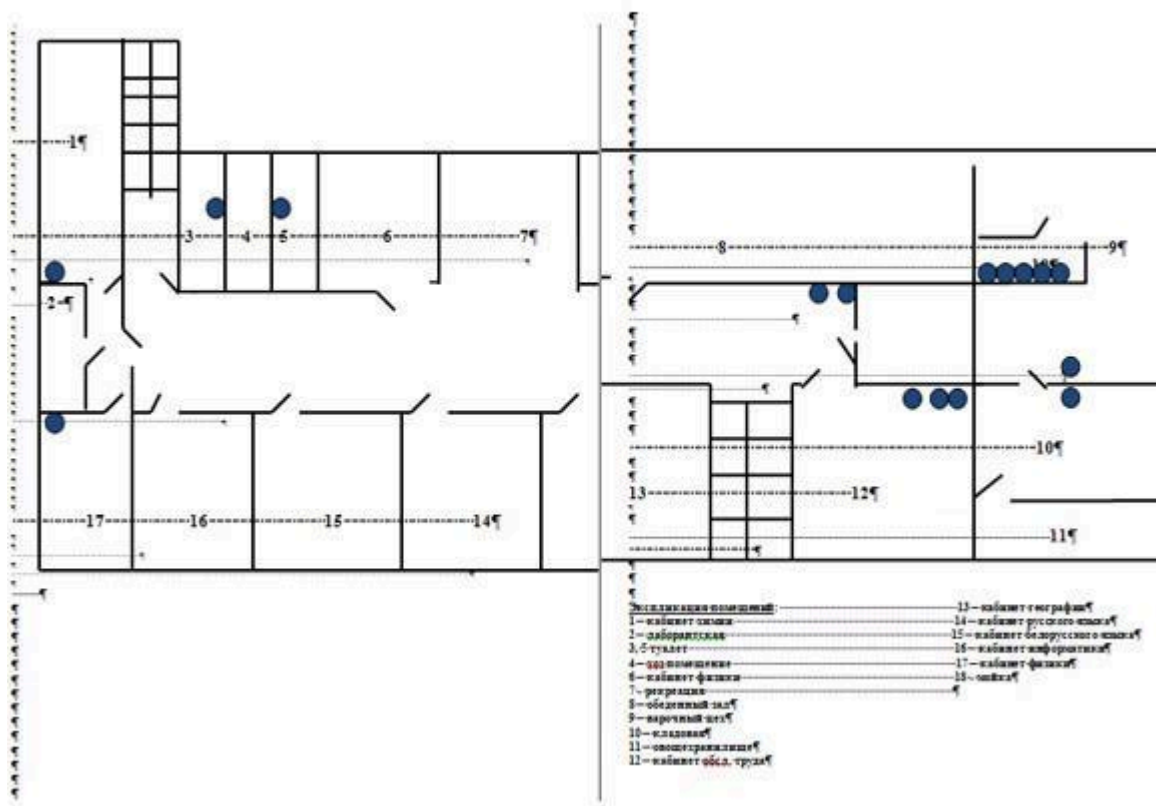 1¶
3 4 5 6 7¶
2 ¶
17 16 15 14¶
8 9¶
18¶
10¶
13 12¶
11¶
Экспликация помещений: 13 – кабинет географии¶
1 – кабинет химии 14 – кабинет русского языка¶
2 – лаборантская 15 – кабинет белорусского языка¶
3, 5 туалет 16 – кабинет информатики¶
4 – хоз помещение 17 – кабинет физики¶
6 – кабинет физики 18 – мойка¶
7 – рекреация ¶
8 – обеденный зал¶
9 – варочный цех¶
10 – кладовая¶
11 – овощехранилище¶
12 – кабинет обсл. труда¶